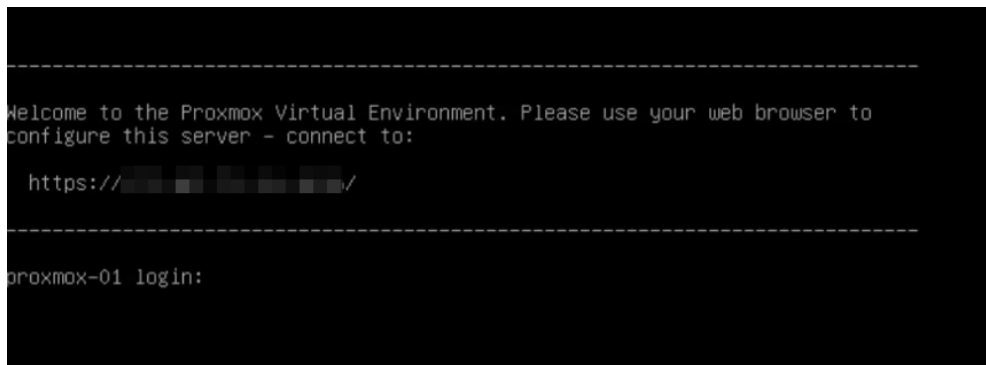 --------------------------------------------------------------------------------
Welcome to the Proxmox Virtual Environment. Please use your web browser to
configure this server - connect to:
https://
/
--------------------------------------------------------------------------------
proxmox-01 login: